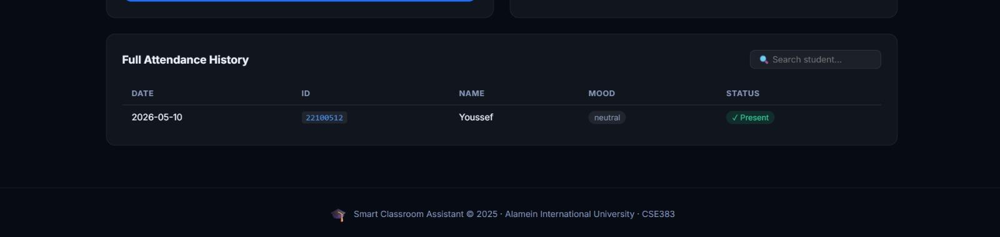 Full Attendance History
Search student...
DATE ID NAME MOOD STATUS
2026-05-10 22100512 Youssef neutral ✓ Present
Smart Classroom Assistant © 2025 · Alamein International University · CSE383